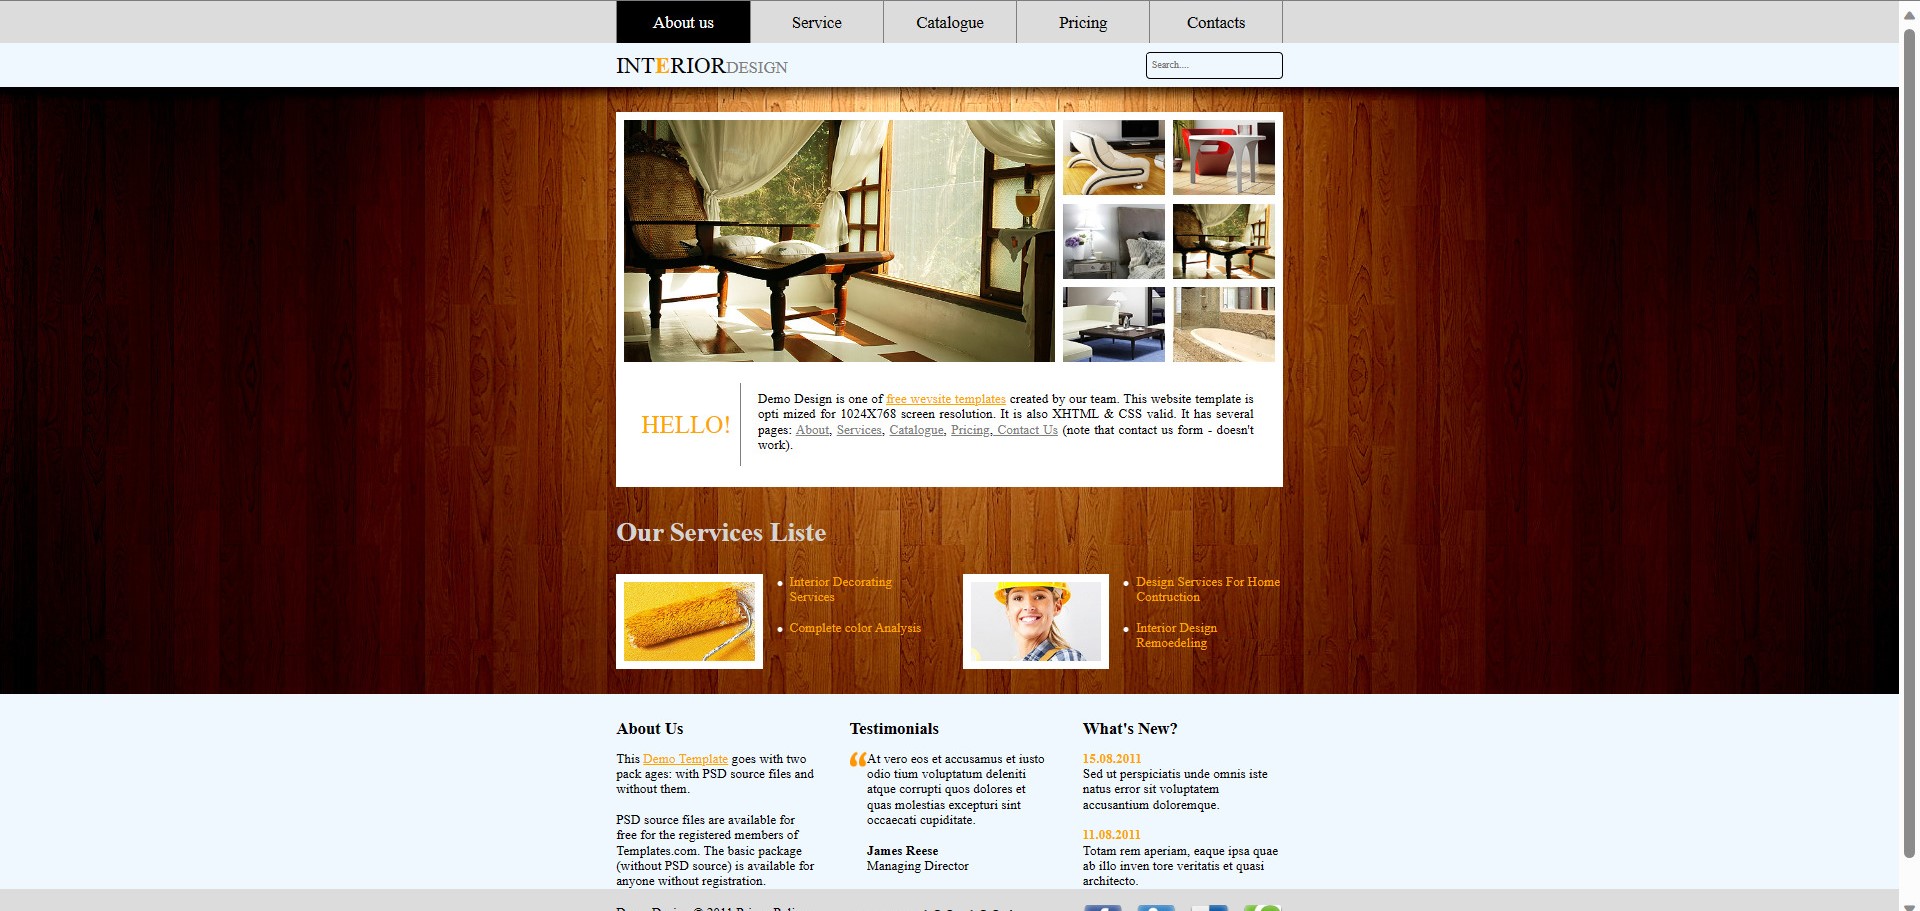 About us
Service
Catalogue
Pricing
Contacts
INTERIORDESIGN
Search....
HELLO!
Demo Design is one of free wevsite templates created by our team. This website template is
opti mized for 1024X768 screen resolution. It is also XHTML & CSS valid. It has several
pages: About, Services, Catalogue, Pricing, Contact Us (note that contact us form - doesn't
work).
Our Services Liste
Interior Decorating
Services
Complete color Analysis
Design Services For Home
Contruction
Interior Design
Remoedeling
About Us
This Demo Template goes with two
pack ages: with PSD source files and
without them.
PSD source files are available for
free for the registered members of
Templates.com. The basic package
(without PSD source) is available for
anyone without registration.
Testimonials
At vero eos et accusamus et iusto
odio tium voluptatum deleniti
atque corrupti quos dolores et
quas molestias excepturi sint
occaecati cupiditate.
James Reese
Managing Director
What's New?
15.08.2011
Sed ut perspiciatis unde omnis iste
natus error sit voluptatem
accusantium doloremque.
11.08.2011
Totam rem aperiam, eaque ipsa quae
ab illo inven tore veritatis et quasi
architecto.